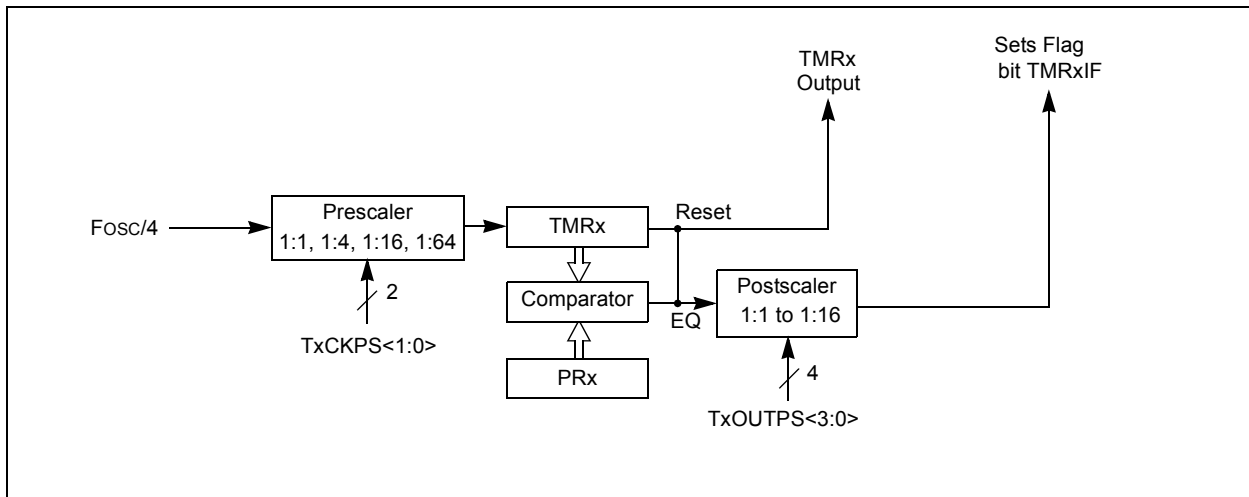 TMRx
Output
Sets Flag
bit TMRxIF
Fosc/4
Prescaler
1:1, 1:4, 1:16, 1:64
2
TxCKPS<1:0>
TMRx
Reset
Comparator
EQ
PRx
Postscaler
1:1 to 1:16
4
TxOUTPS<3:0>